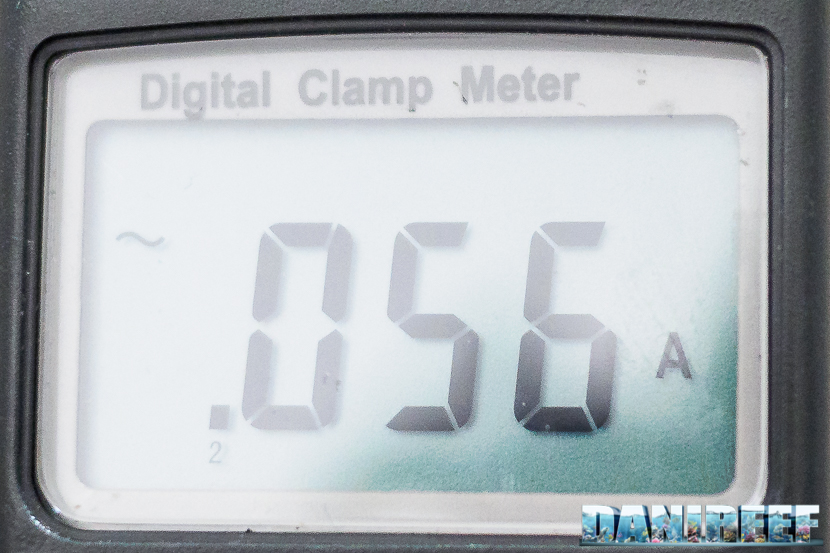 Digital Clamp Meter
~
.056 A
2
DANIREEF